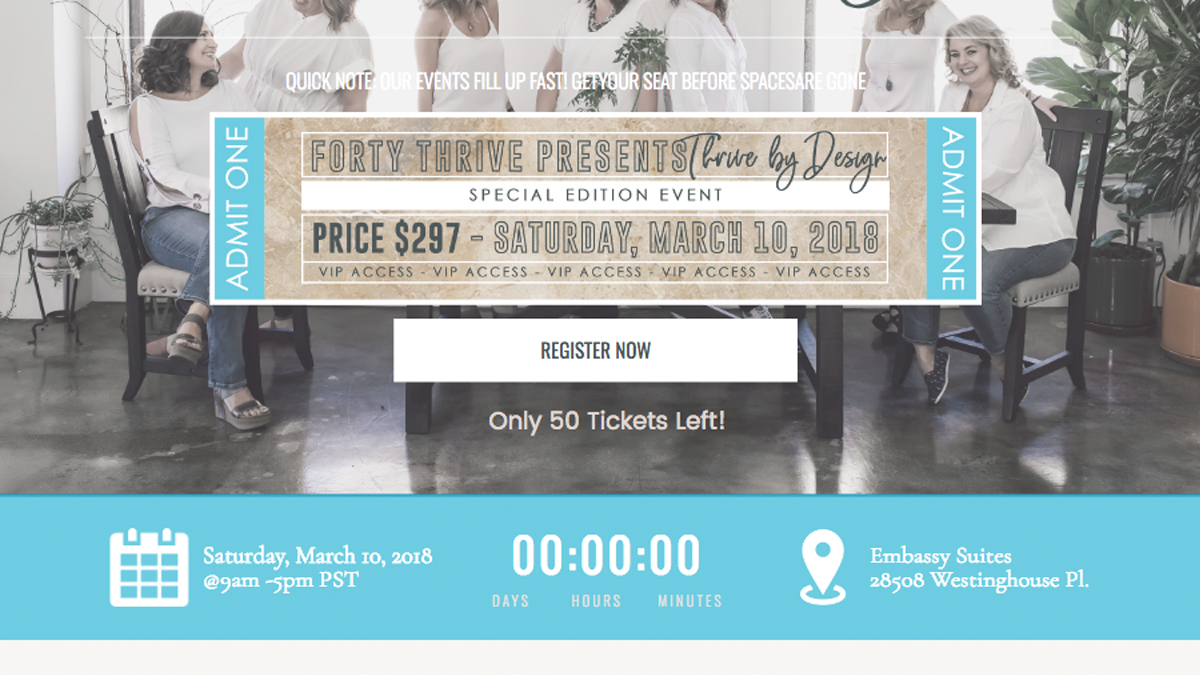 QUICK NOTE: OUR EVENTS FILL UP FAST! GETYOUR SEAT BEFORE SPACESARE GONE
ADMIT ONE
FORTY THRIVE PRESENTS Thrive by Design
SPECIAL EDITION EVENT
PRICE $297 - SATURDAY, MARCH 10, 2018
VIP ACCESS - VIP ACCESS - VIP ACCESS - VIP ACCESS - VIP ACCESS
ADMIT ONE
REGISTER NOW
Only 50 Tickets Left!
Saturday, March 10, 2018
@9am -5pm PST
00:00:00
DAYS HOURS MINUTES
Embassy Suites
28508 Westinghouse Pl.